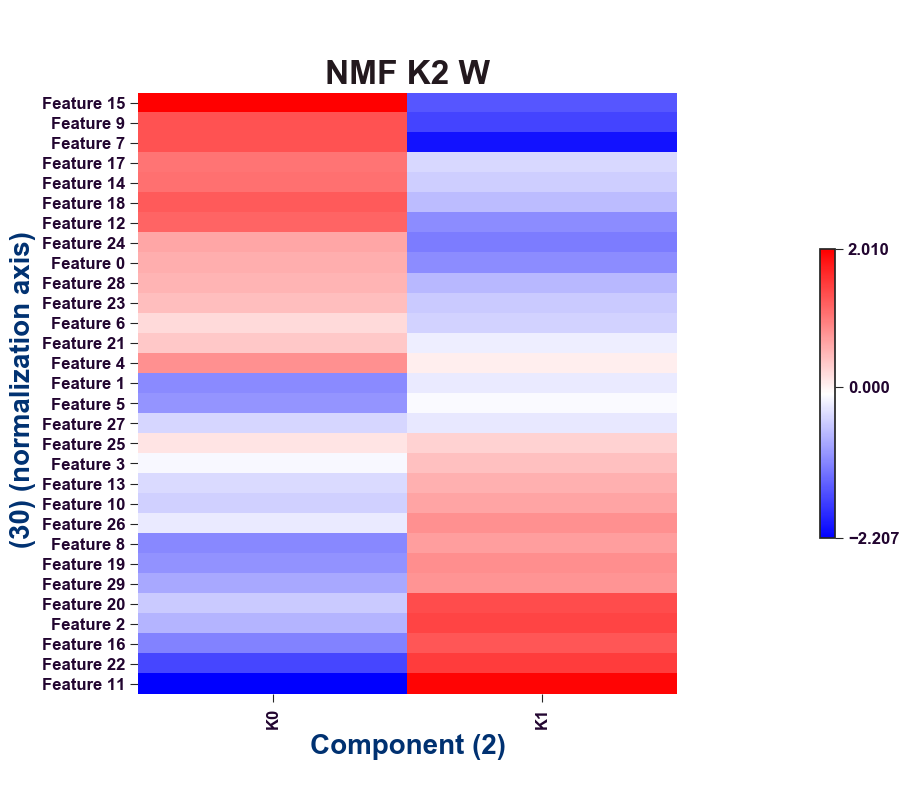 NMF K2 W
(30) (normalization axis)
Feature 15
Feature 9
Feature 7
Feature 17
Feature 14
Feature 18
Feature 12
Feature 24
Feature 0
Feature 28
Feature 23
Feature 6
Feature 21
Feature 4
Feature 1
Feature 5
Feature 27
Feature 25
Feature 3
Feature 13
Feature 10
Feature 26
Feature 8
Feature 19
Feature 29
Feature 20
Feature 2
Feature 16
Feature 22
Feature 11
K0
K1
Component (2)
2.010
0.000
−2.207